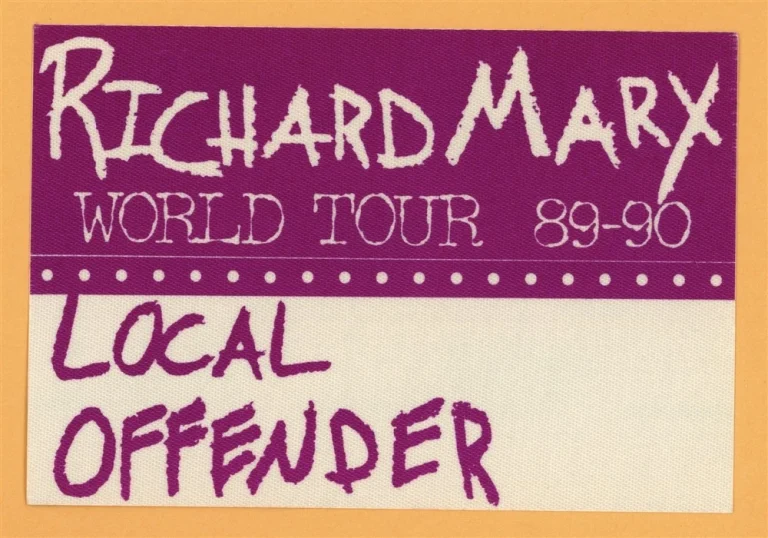 RICHARD MARX
WORLD TOUR 89-90
LOCAL
OFFENDER